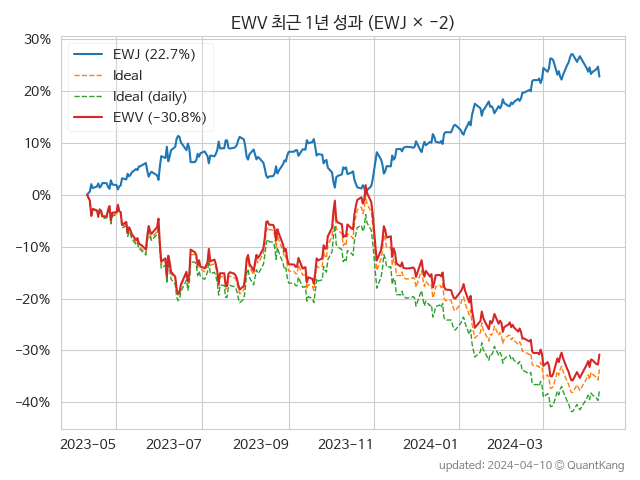 EWV 최근 1년 성과 (EWJ × −2)
30%
20%
10%
0%
−10%
−20%
−30%
−40%
EWJ (22.7%)
Ideal
Ideal (daily)
EWV (−30.8%)
2023-05 2023-07 2023-09 2023-11 2024-01 2024-03
updated: 2024-04-10 © QuantKang